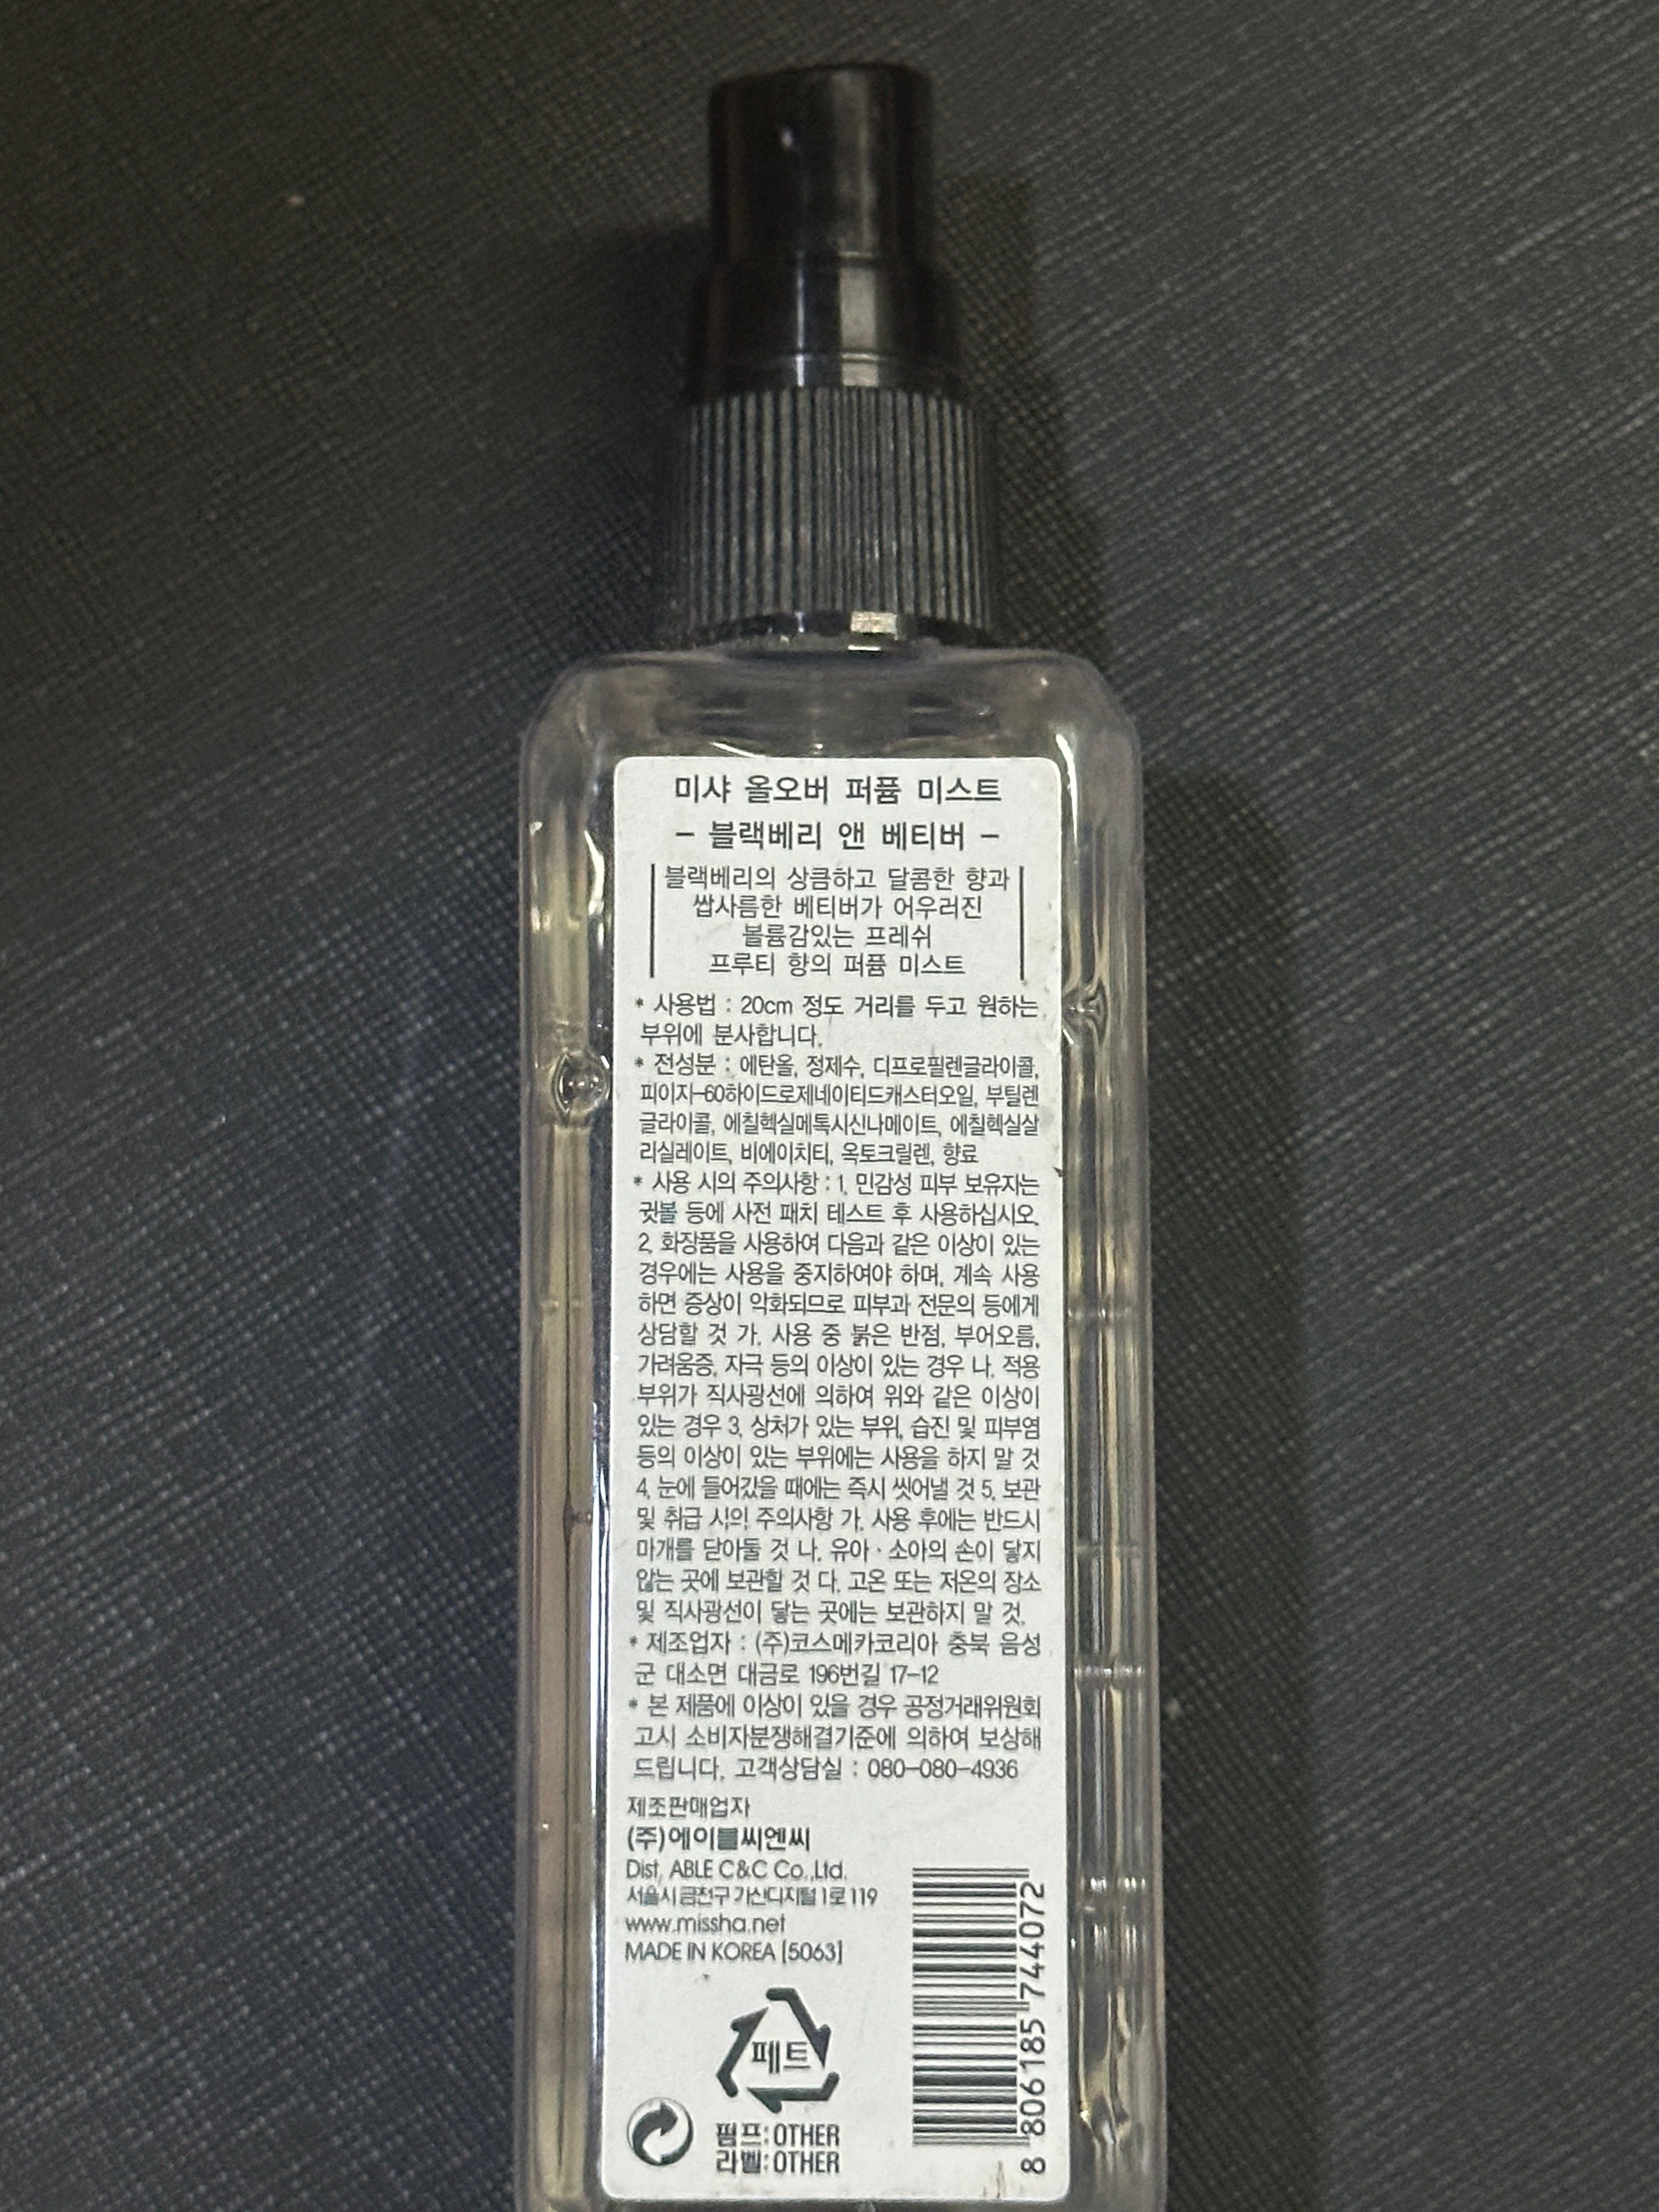 미샤 올오버 퍼퓸 미스트
- 블랙베리 앤 베티버 -
블랙베리의 상큼하고 달콤한 향과
쌉사름한 베티버가 어우러진
볼륨감있는 프레쉬
프루티 향의 퍼퓸 미스트
* 사용법 : 20cm 정도 거리를 두고 원하는
부위에 분사합니다.
* 전성분 : 에탄올, 정제수, 디프로필렌글라이콜,
피이지-60하이드로제네이티드캐스터오일, 부틸렌
글라이콜, 에칠헥실메톡시신나메이트, 에칠헥실살
리실레이트, 비에이치티, 옥토크릴렌, 향료
* 사용 시의 주의사항 : 1. 민감성 피부 보유자는
귓볼 등에 사전 패치 테스트 후 사용하십시오.
2. 화장품을 사용하여 다음과 같은 이상이 있는
경우에는 사용을 중지하여야 하며, 계속 사용
하면 증상이 악화되므로 피부과 전문의 등에게
상담할 것 가. 사용 중 붉은 반점, 부어오름,
가려움증, 자극 등의 이상이 있는 경우 나. 적용
부위가 직사광선에 의하여 위와 같은 이상이
있는 경우 3. 상처가 있는 부위, 습진 및 피부염
등의 이상이 있는 부위에는 사용을 하지 말 것
4. 눈에 들어갔을 때에는 즉시 씻어낼 것 5. 보관
및 취급 시의 주의사항 가. 사용 후에는 반드시
마개를 닫아둘 것 나. 유아·소아의 손이 닿지
않는 곳에 보관할 것 다. 고온 또는 저온의 장소
및 직사광선이 닿는 곳에는 보관하지 말 것.
* 제조업자 : (주)코스메카코리아 충북 음성
군 대소면 대금로 196번길 17-12
* 본 제품에 이상이 있을 경우 공정거래위원회
고시 소비자분쟁해결기준에 의하여 보상해
드립니다. 고객상담실 : 080-080-4936
제조판매업자
(주)에이블씨엔씨
Dist. ABLE C&C Co.,Ltd.
서울시 금천구 가산디지털 1로 119
www.missha.net
MADE IN KOREA [5063]
페트
펌프:OTHER
라벨:OTHER
8 806185 744072